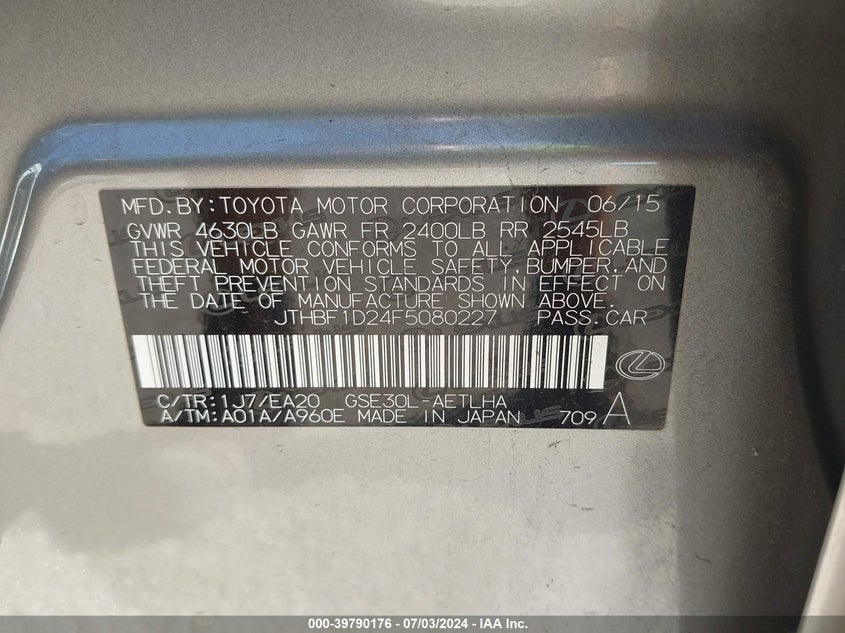 MFD.BY:TOYOTA MOTOR CORPORATION 06/15
GVWR 4630LB GAWR FR 2400LB RR 2545LB
THIS VEHICLE CONFORMS TO ALL APPLICABLE
FEDERAL MOTOR VEHICLE SAFETY,BUMPER,AND
THEFT PREVENTION STANDARDS IN EFFECT ON
THE DATE OF MANUFACTURE SHOWN ABOVE.
JTHBF1D24F5080227 PASS.CAR
C/TR:1J7/EA20 GSE30L-AETLHA
A/TM:A01A/A960E MADE IN JAPAN 709 A
000-39790176 - 07/03/2024 - IAA Inc.